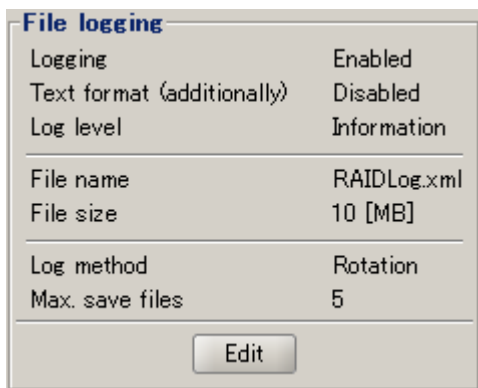 File logging
Logging Enabled
Text format (additionally) Disabled
Log level Information
File name RAIDLog.xml
File size 10 [MB]
Log method Rotation
Max. save files 5
Edit